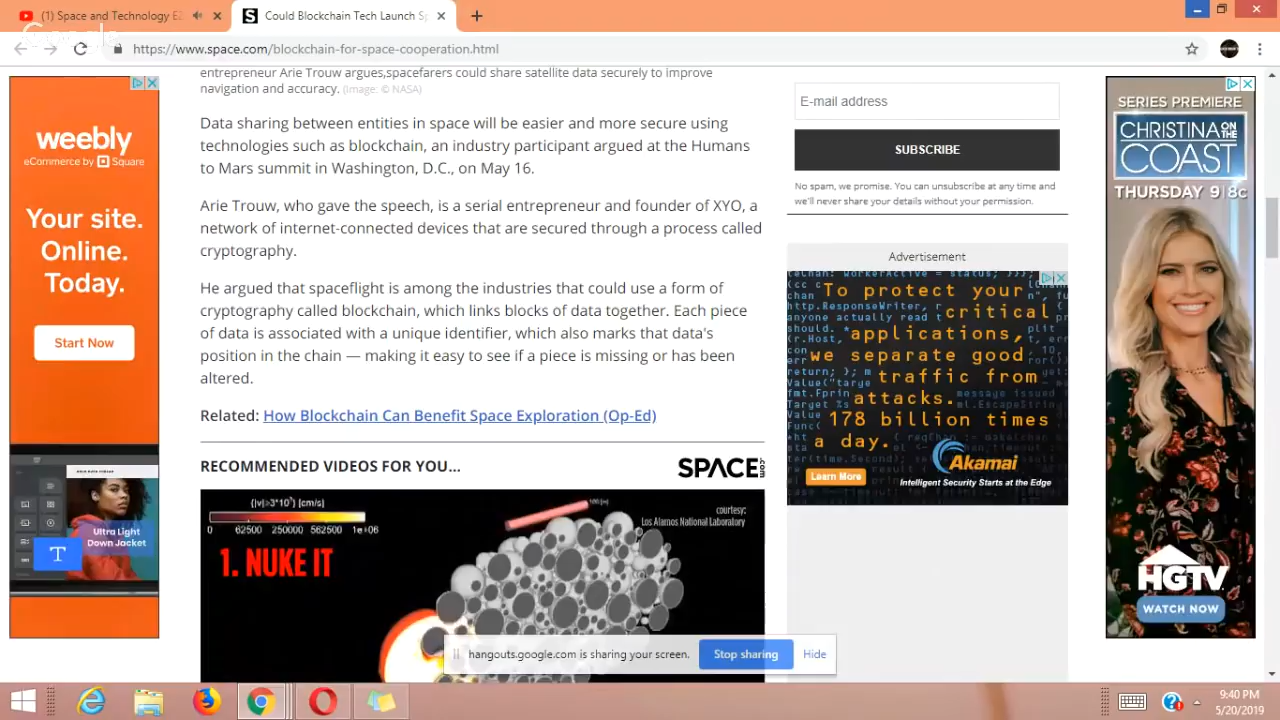 (1) Space and Technology E
Could Blockchain Tech Launch Sp
Google
https://www.space.com/blockchain-for-space-cooperation.html
entrepreneur Arie Trouw argues,spacefarers could share satellite data securely to improve
navigation and accuracy. (Image: © NASA)
Data sharing between entities in space will be easier and more secure using
technologies such as blockchain, an industry participant argued at the Humans
to Mars summit in Washington, D.C., on May 16.
Arie Trouw, who gave the speech, is a serial entrepreneur and founder of XYO, a
network of internet-connected devices that are secured through a process called
cryptography.
He argued that spaceflight is among the industries that could use a form of
cryptography called blockchain, which links blocks of data together. Each piece
of data is associated with a unique identifier, which also marks that data's
position in the chain — making it easy to see if a piece is missing or has been
altered.
Related: How Blockchain Can Benefit Space Exploration (Op-Ed)
RECOMMENDED VIDEOS FOR YOU...
SPACE.com
{|v|>3*10³} [cm/s]
0 62500 250000 562500 1e+06
100 [m]
courtesy:
Los Alamos National Laboratory
1. NUKE IT
weebly
eCommerce by Square
Your site.
Online.
Today.
Start Now
Ultra Light
Down Jacket
T
E-mail address
SUBSCRIBE
No spam, we promise. You can unsubscribe at any time and
we'll never share your details without your permission.
Advertisement
To protect your
critical
applications,
we separate good
traffic from
attacks.
178 billion times
a day.
Learn More
Akamai
Intelligent Security Starts at the Edge
SERIES PREMIERE
CHRISTINA ON THE
COAST
THURSDAY 9|8c
HGTV
WATCH NOW
hangouts.google.com is sharing your screen.
Stop sharing
Hide
9:40 PM
5/20/2019